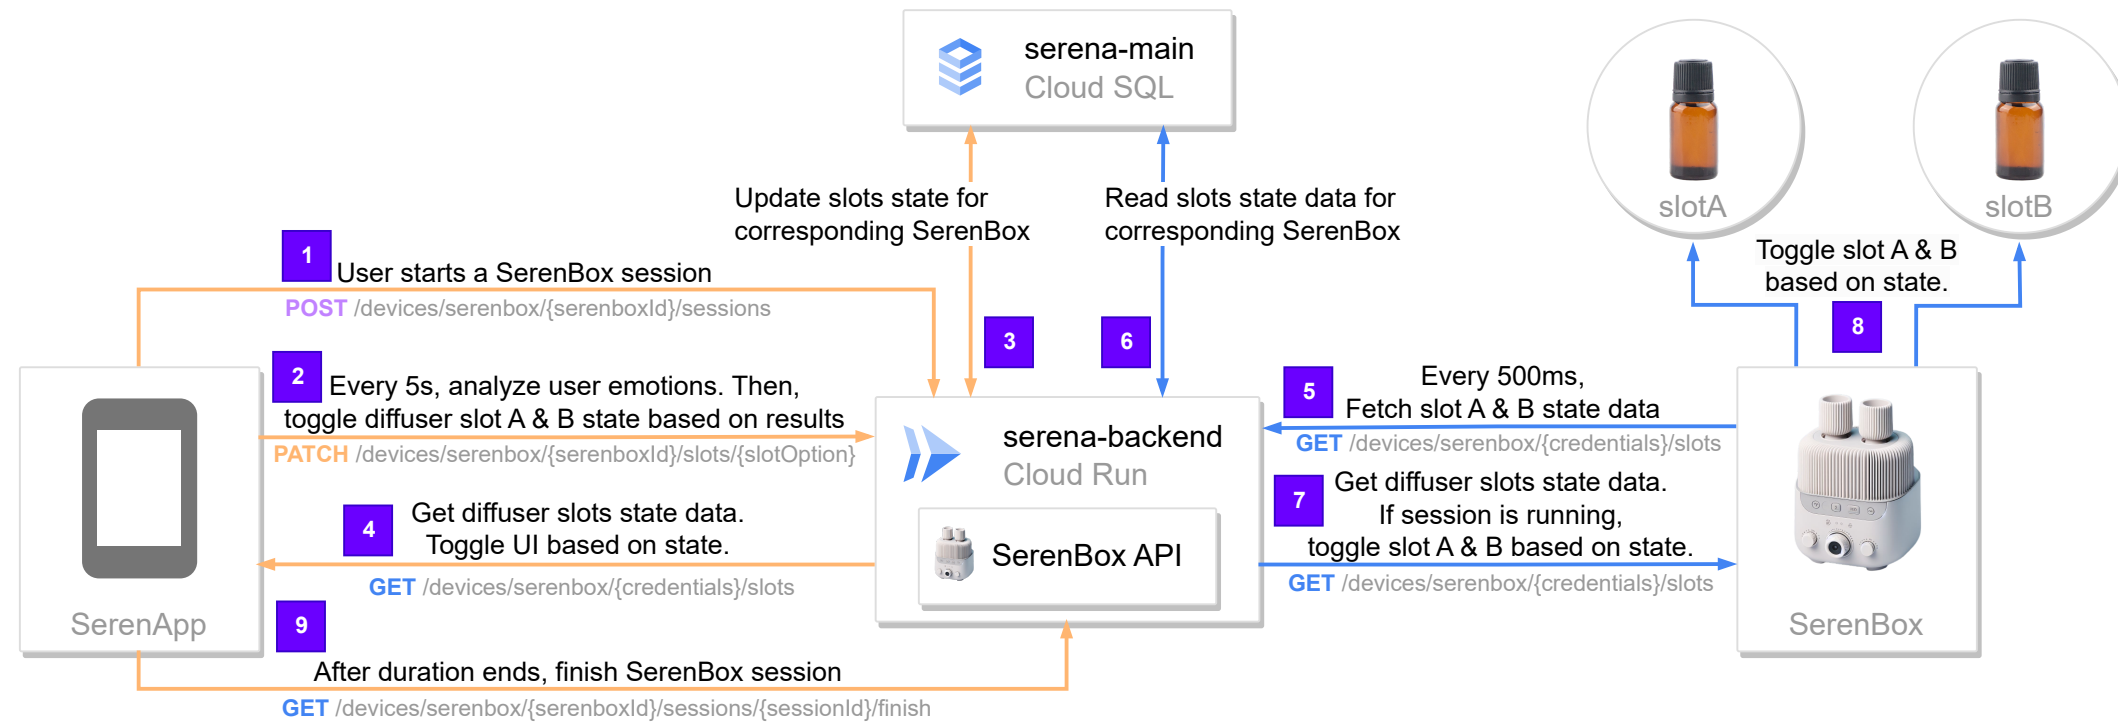 serena-main
Cloud SQL
slotA
slotB
Update slots state for
corresponding SerenBox
Read slots state data for
corresponding SerenBox
Toggle slot A & B
based on state.
1
User starts a SerenBox session
POST /devices/serenbox/{serenboxId}/sessions
3
6
8
2
Every 5s, analyze user emotions. Then,
toggle diffuser slot A & B state based on results
PATCH /devices/serenbox/{serenboxId}/slots/{slotOption}
serena-backend
Cloud Run
SerenBox API
5
Every 500ms,
Fetch slot A & B state data
GET /devices/serenbox/{credentials}/slots
4
Get diffuser slots state data.
Toggle UI based on state.
GET /devices/serenbox/{credentials}/slots
7
Get diffuser slots state data.
If session is running,
toggle slot A & B based on state.
GET /devices/serenbox/{credentials}/slots
SerenApp
SerenBox
9
After duration ends, finish SerenBox session
GET /devices/serenbox/{serenboxId}/sessions/{sessionId}/finish